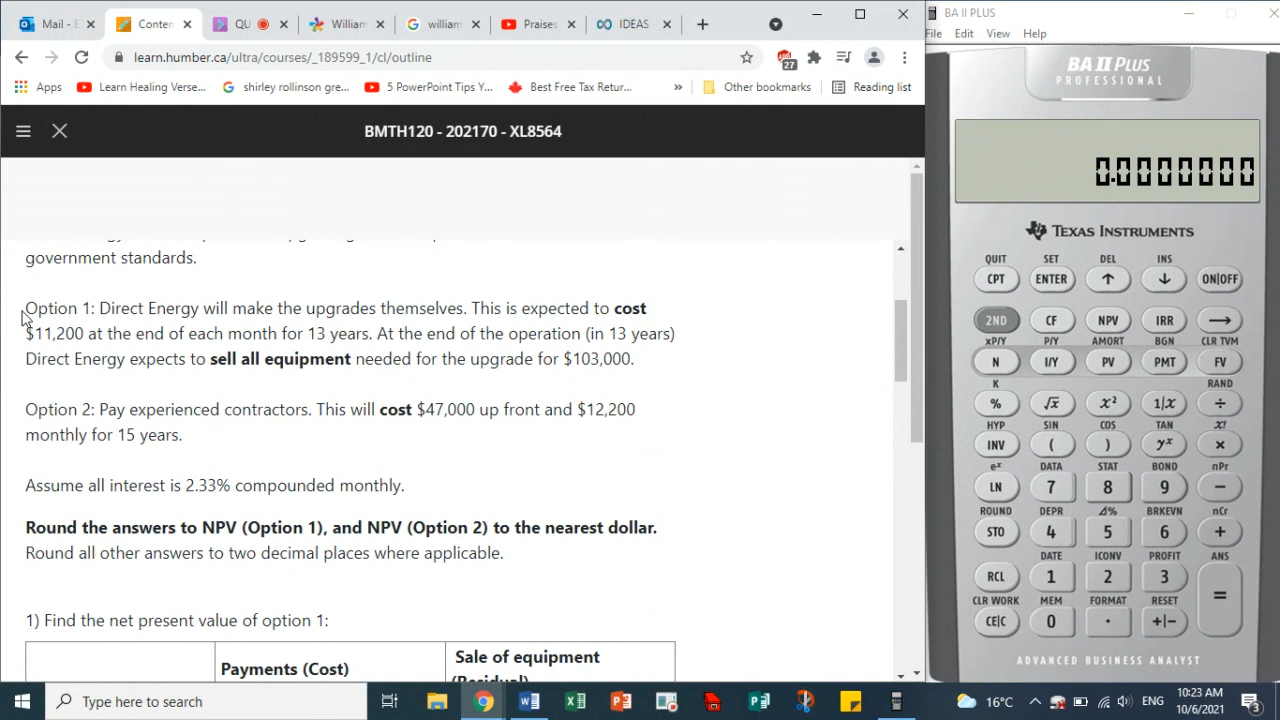 Mail - E
Conten
QU
William
william
Praises
IDEAS -
BA II PLUS
learn.humber.ca/ultra/courses/_189599_1/cl/outline
27
File Edit View Help
Apps
Learn Healing Verse...
shirley rollinson gre...
5 PowerPoint Tips Y...
Best Free Tax Retur...
»
Other bookmarks
Reading list
BA II PLUS
PROFESSIONAL
BMTH120 - 202170 - XL8564
0.00000000
TEXAS INSTRUMENTS
government standards.
Option 1: Direct Energy will make the upgrades themselves. This is expected to cost
$11,200 at the end of each month for 13 years. At the end of the operation (in 13 years)
Direct Energy expects to sell all equipment needed for the upgrade for $103,000.
Option 2: Pay experienced contractors. This will cost $47,000 up front and $12,200
monthly for 15 years.
Assume all interest is 2.33% compounded monthly.
Round the answers to NPV (Option 1), and NPV (Option 2) to the nearest dollar.
Round all other answers to two decimal places where applicable.
1) Find the net present value of option 1:
Payments (Cost)
Sale of equipment
(Residual)
QUIT SET DEL INS
CPT ENTER ↑ ↓ ON|OFF
2ND CF NPV IRR →
xP/Y P/Y AMORT BGN CLR TVM
N I/Y PV PMT FV
K RAND
% √x x² 1/x ÷
HYP SIN COS TAN x!
INV ( ) yˣ ×
eˣ DATA STAT BOND nPr
LN 7 8 9 −
ROUND DEPR Δ% BRKEVN nCr
STO 4 5 6 +
DATE ICONV PROFIT ANS
RCL 1 2 3 =
CLR WORK MEM FORMAT RESET
CE|C 0 . +|−
ADVANCED BUSINESS ANALYST
Type here to search
16°C
ENG
10:23 AM
10/6/2021
3